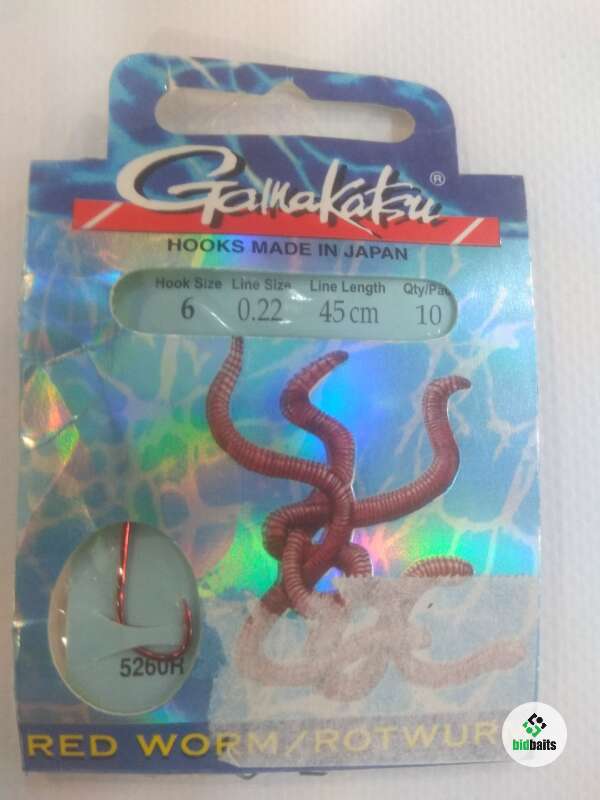 Gamakatsu®
HOOKS MADE IN JAPAN
Hook Size Line Size Line Length Qty/Pac
6 0.22 45 cm 10
5260R
RED WORM/ROTWUR
bidbaits